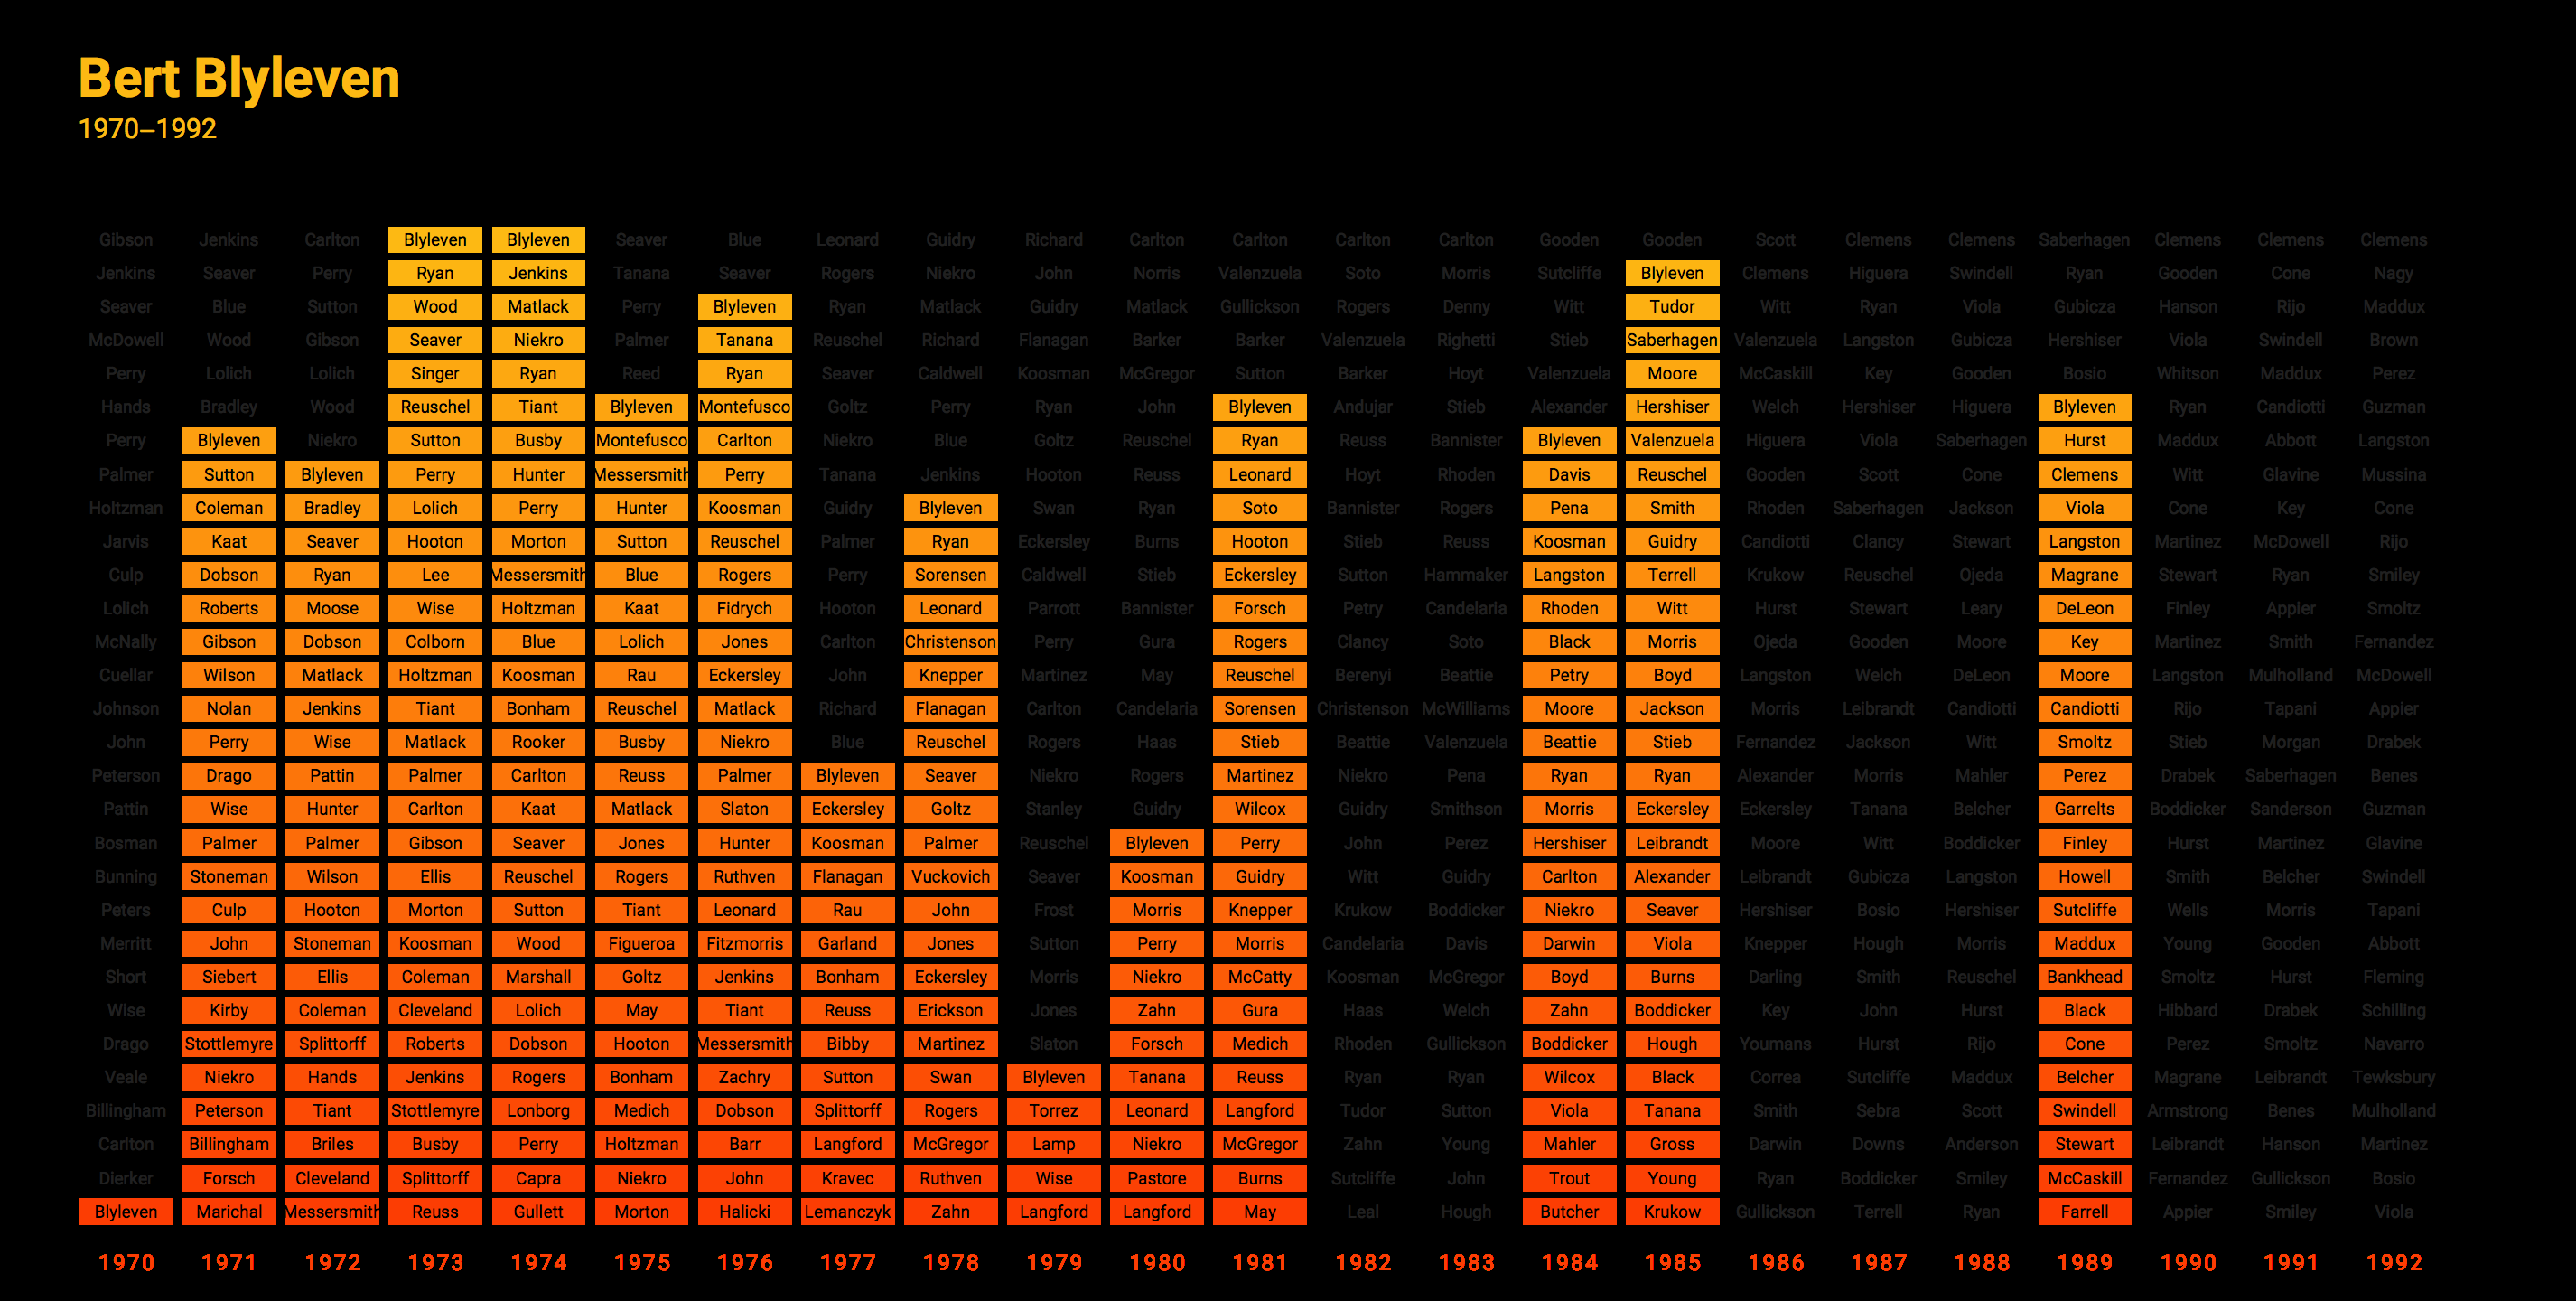 Bert Blyleven
1970–1992
Gibson Jenkins Carlton Blyleven Blyleven Seaver Blue Leonard Guidry Richard Carlton Carlton Carlton Carlton Gooden Gooden Scott Clemens Clemens Saberhagen Clemens Clemens Clemens
Jenkins Seaver Perry Ryan Jenkins Tanana Seaver Rogers Niekro John Norris Valenzuela Soto Morris Sutcliffe Blyleven Clemens Higuera Swindell Ryan Gooden Cone Nagy
Seaver Blue Sutton Wood Matlack Perry Blyleven Ryan Matlack Guidry Matlack Gullickson Rogers Denny Witt Tudor Witt Ryan Viola Gubicza Hanson Rijo Maddux
McDowell Wood Gibson Seaver Niekro Palmer Tanana Reuschel Richard Flanagan Barker Barker Valenzuela Righetti Stieb Saberhagen Valenzuela Langston Gubicza Hershiser Viola Swindell Brown
Perry Lolich Lolich Singer Ryan Reed Ryan Seaver Caldwell Koosman McGregor Sutton Barker Hoyt Valenzuela Moore McCaskill Key Gooden Bosio Whitson Maddux Perez
Hands Bradley Wood Reuschel Tiant Blyleven Montefusco Goltz Perry Ryan John Blyleven Andujar Stieb Alexander Hershiser Welch Hershiser Higuera Blyleven Ryan Candiotti Guzman
Perry Blyleven Niekro Sutton Busby Montefusco Carlton Niekro Blue Goltz Reuschel Ryan Reuss Bannister Blyleven Valenzuela Higuera Viola Saberhagen Hurst Maddux Abbott Langston
Palmer Sutton Blyleven Perry Hunter Messersmith Perry Tanana Jenkins Hooton Reuss Leonard Hoyt Rhoden Davis Reuschel Gooden Scott Cone Clemens Witt Glavine Mussina
Holtzman Coleman Bradley Lolich Perry Hunter Koosman Guidry Blyleven Swan Ryan Soto Bannister Rogers Pena Smith Rhoden Saberhagen Jackson Viola Cone Key Cone
Jarvis Kaat Seaver Hooton Morton Sutton Reuschel Palmer Ryan Eckersley Burns Hooton Stieb Reuss Koosman Guidry Candiotti Clancy Stewart Langston Martinez McDowell Rijo
Culp Dobson Ryan Lee Messersmith Blue Rogers Perry Sorensen Caldwell Stieb Eckersley Sutton Hammaker Langston Terrell Krukow Reuschel Ojeda Magrane Stewart Ryan Smiley
Lolich Roberts Moose Wise Holtzman Kaat Fidrych Hooton Leonard Parrott Bannister Forsch Petry Candelaria Rhoden Witt Hurst Stewart Leary DeLeon Finley Appier Smoltz
McNally Gibson Dobson Colborn Blue Lolich Jones Carlton Christenson Perry Gura Rogers Clancy Soto Black Morris Ojeda Gooden Moore Key Martinez Smith Fernandez
Cuellar Wilson Matlack Holtzman Koosman Rau Eckersley John Knepper Martinez May Reuschel Berenyi Beattie Petry Boyd Langston Welch DeLeon Moore Langston Mulholland McDowell
Johnson Nolan Jenkins Tiant Bonham Reuschel Matlack Richard Flanagan Carlton Candelaria Sorensen Christenson McWilliams Moore Jackson Morris Leibrandt Candiotti Candiotti Rijo Tapani Appier
John Perry Wise Matlack Rooker Busby Niekro Blue Reuschel Rogers Haas Stieb Beattie Valenzuela Beattie Stieb Fernandez Jackson Witt Smoltz Stieb Morgan Drabek
Peterson Drago Pattin Palmer Carlton Reuss Palmer Blyleven Seaver Niekro Rogers Martinez Niekro Pena Ryan Ryan Alexander Morris Mahler Perez Drabek Saberhagen Benes
Pattin Wise Hunter Carlton Kaat Matlack Slaton Eckersley Goltz Stanley Guidry Wilcox Guidry Smithson Morris Eckersley Eckersley Tanana Belcher Garrelts Boddicker Sanderson Guzman
Bosman Palmer Palmer Gibson Seaver Jones Hunter Koosman Palmer Reuschel Blyleven Perry John Perez Hershiser Leibrandt Moore Witt Boddicker Finley Hurst Martinez Glavine
Bunning Stoneman Wilson Ellis Reuschel Rogers Ruthven Flanagan Vuckovich Seaver Koosman Guidry Witt Guidry Carlton Alexander Leibrandt Gubicza Langston Howell Smith Belcher Swindell
Peters Culp Hooton Morton Sutton Tiant Leonard Rau John Frost Morris Knepper Krukow Boddicker Niekro Seaver Hershiser Bosio Hershiser Sutcliffe Wells Morris Tapani
Merritt John Stoneman Koosman Wood Figueroa Fitzmorris Garland Jones Sutton Perry Morris Candelaria Davis Darwin Viola Knepper Hough Morris Maddux Young Gooden Abbott
Short Siebert Ellis Coleman Marshall Goltz Jenkins Bonham Eckersley Morris Niekro McCatty Koosman McGregor Boyd Burns Darling Smith Reuschel Bankhead Smoltz Hurst Fleming
Wise Kirby Coleman Cleveland Lolich May Tiant Reuss Erickson Jones Zahn Gura Haas Welch Zahn Boddicker Key John Hurst Black Hibbard Drabek Schilling
Drago Stottlemyre Splittorff Roberts Dobson Hooton Messersmith Bibby Martinez Slaton Forsch Medich Rhoden Gullickson Boddicker Hough Youmans Hurst Rijo Cone Perez Smoltz Navarro
Veale Niekro Hands Jenkins Rogers Bonham Zachry Sutton Swan Blyleven Tanana Reuss Ryan Ryan Wilcox Black Correa Sutcliffe Maddux Belcher Magrane Leibrandt Tewksbury
Billingham Peterson Tiant Stottlemyre Lonborg Medich Dobson Splittorff Rogers Torrez Leonard Langford Tudor Sutton Viola Tanana Smith Sebra Scott Swindell Armstrong Benes Mulholland
Carlton Billingham Briles Busby Perry Holtzman Barr Langford McGregor Lamp Niekro McGregor Zahn Young Mahler Gross Darwin Downs Anderson Stewart Leibrandt Hanson Martinez
Dierker Forsch Cleveland Splittorff Capra Niekro John Kravec Ruthven Wise Pastore Burns Sutcliffe John Trout Young Ryan Boddicker Smiley McCaskill Fernandez Gullickson Bosio
Blyleven Marichal Messersmith Reuss Gullett Morton Halicki Lemanczyk Zahn Langford Langford May Leal Hough Butcher Krukow Gullickson Terrell Ryan Farrell Appier Smiley Viola
1970 1971 1972 1973 1974 1975 1976 1977 1978 1979 1980 1981 1982 1983 1984 1985 1986 1987 1988 1989 1990 1991 1992